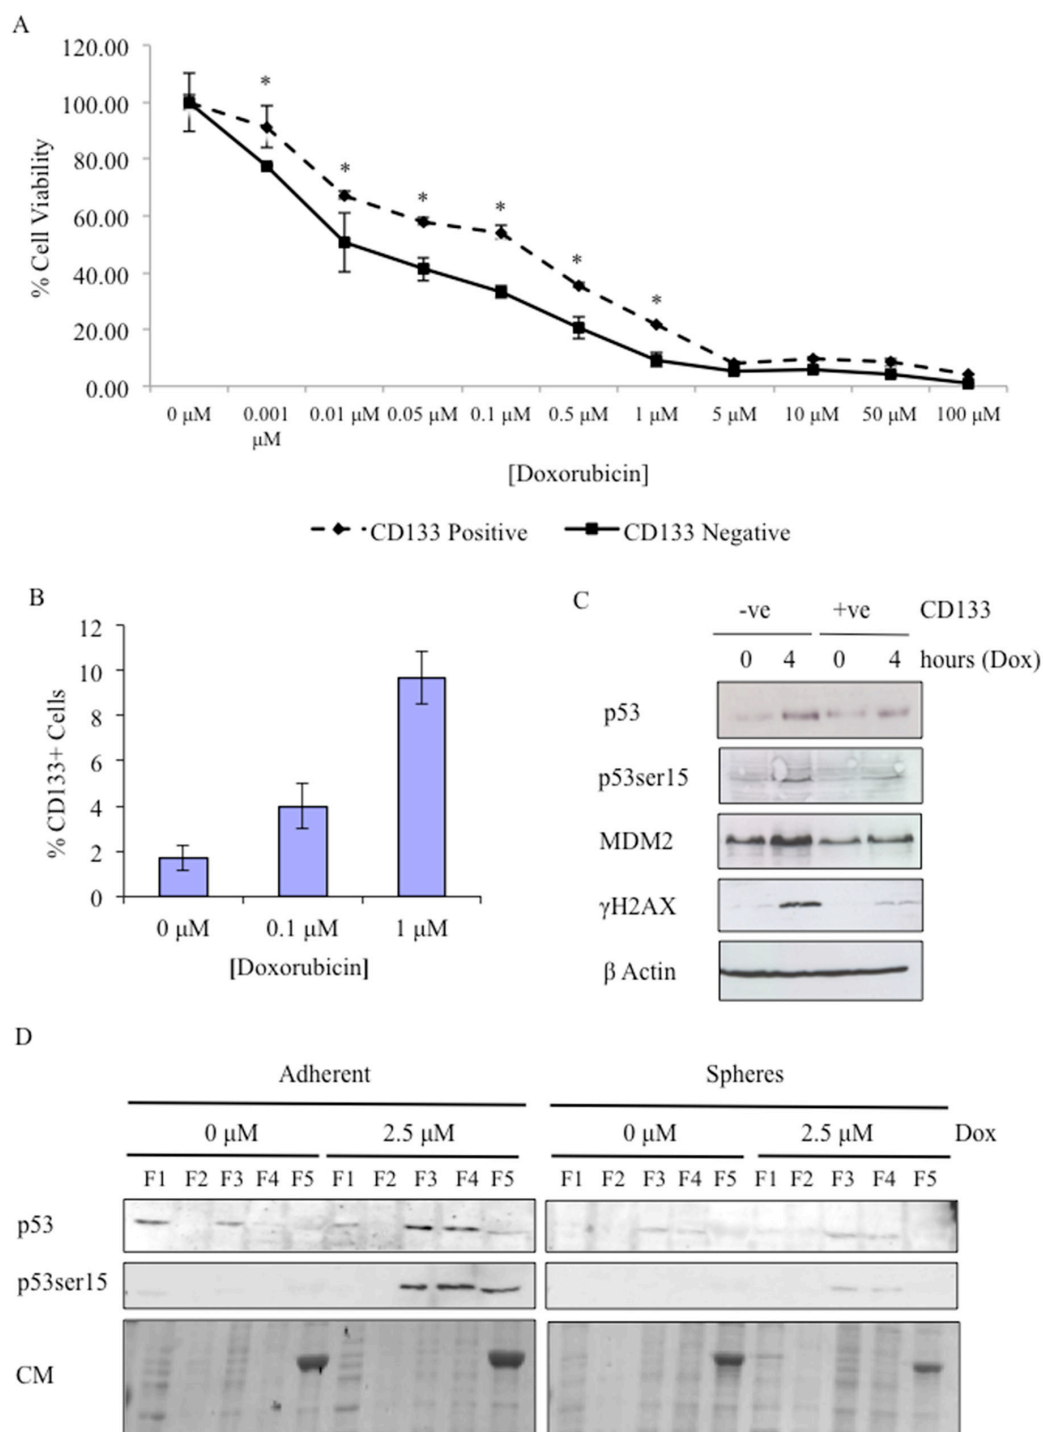 A
120.00
100.00
80.00
60.00
40.00
20.00
0.00
% Cell Viability
* * * * * * *
0 µM 0.001 µM 0.01 µM 0.05 µM 0.1 µM 0.5 µM 1 µM 5 µM 10 µM 50 µM 100 µM
[Doxorubicin]
CD133 Positive CD133 Negative
B
12
10
8
6
4
2
0
% CD133+ Cells
0 µM 0.1 µM 1 µM
[Doxorubicin]
C
-ve +ve CD133
0 4 0 4 hours (Dox)
p53
p53ser15
MDM2
γH2AX
β Actin
D
Adherent Spheres
0 µM 2.5 µM 0 µM 2.5 µM Dox
F1 F2 F3 F4 F5 F1 F2 F3 F4 F5 F1 F2 F3 F4 F5 F1 F2 F3 F4 F5
p53
p53ser15
CM